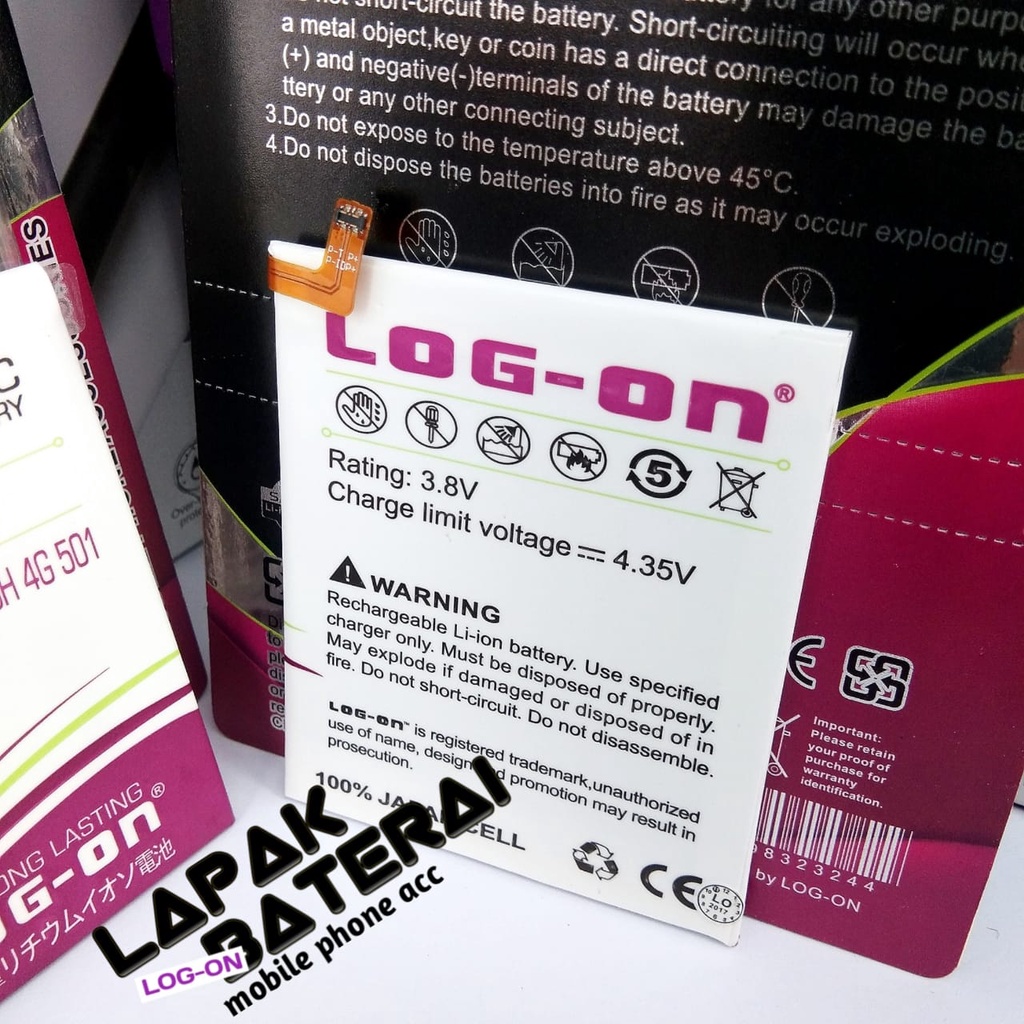 not short-circuit the battery. Short-circuiting will occur
a metal object,key or coin has a direct connection to the
(+) and negative(-)terminals of the battery may damage the
ttery or any other connecting subject.
3.Do not expose to the temperature above 45°C.
4.Do not dispose the batteries into fire as it may occur exploding.
P-T P+
P-IDP+
LOG-ON®
5
Rating: 3.8V
Charge limit voltage 4.35V
WARNING
Rechargeable Li-ion battery. Use specified
charger only. Must be disposed of properly.
May explode if damaged or disposed of in
fire. Do not short-circuit. Do not disassemble.
LOG-ON™ is registered trademark,unauthorized
use of name, design promotion may result in
prosecution.
100% CELL
CE
LO
2017
4G 501
LONG LASTING
LOG-ON®
リチウムイオン電池
CE
Important:
Please retain
your proof of
purchase for
warranty
identification.
98323244
by LOG-ON
LAPAK
BATERAI
LOG-ON
mobile phone acc